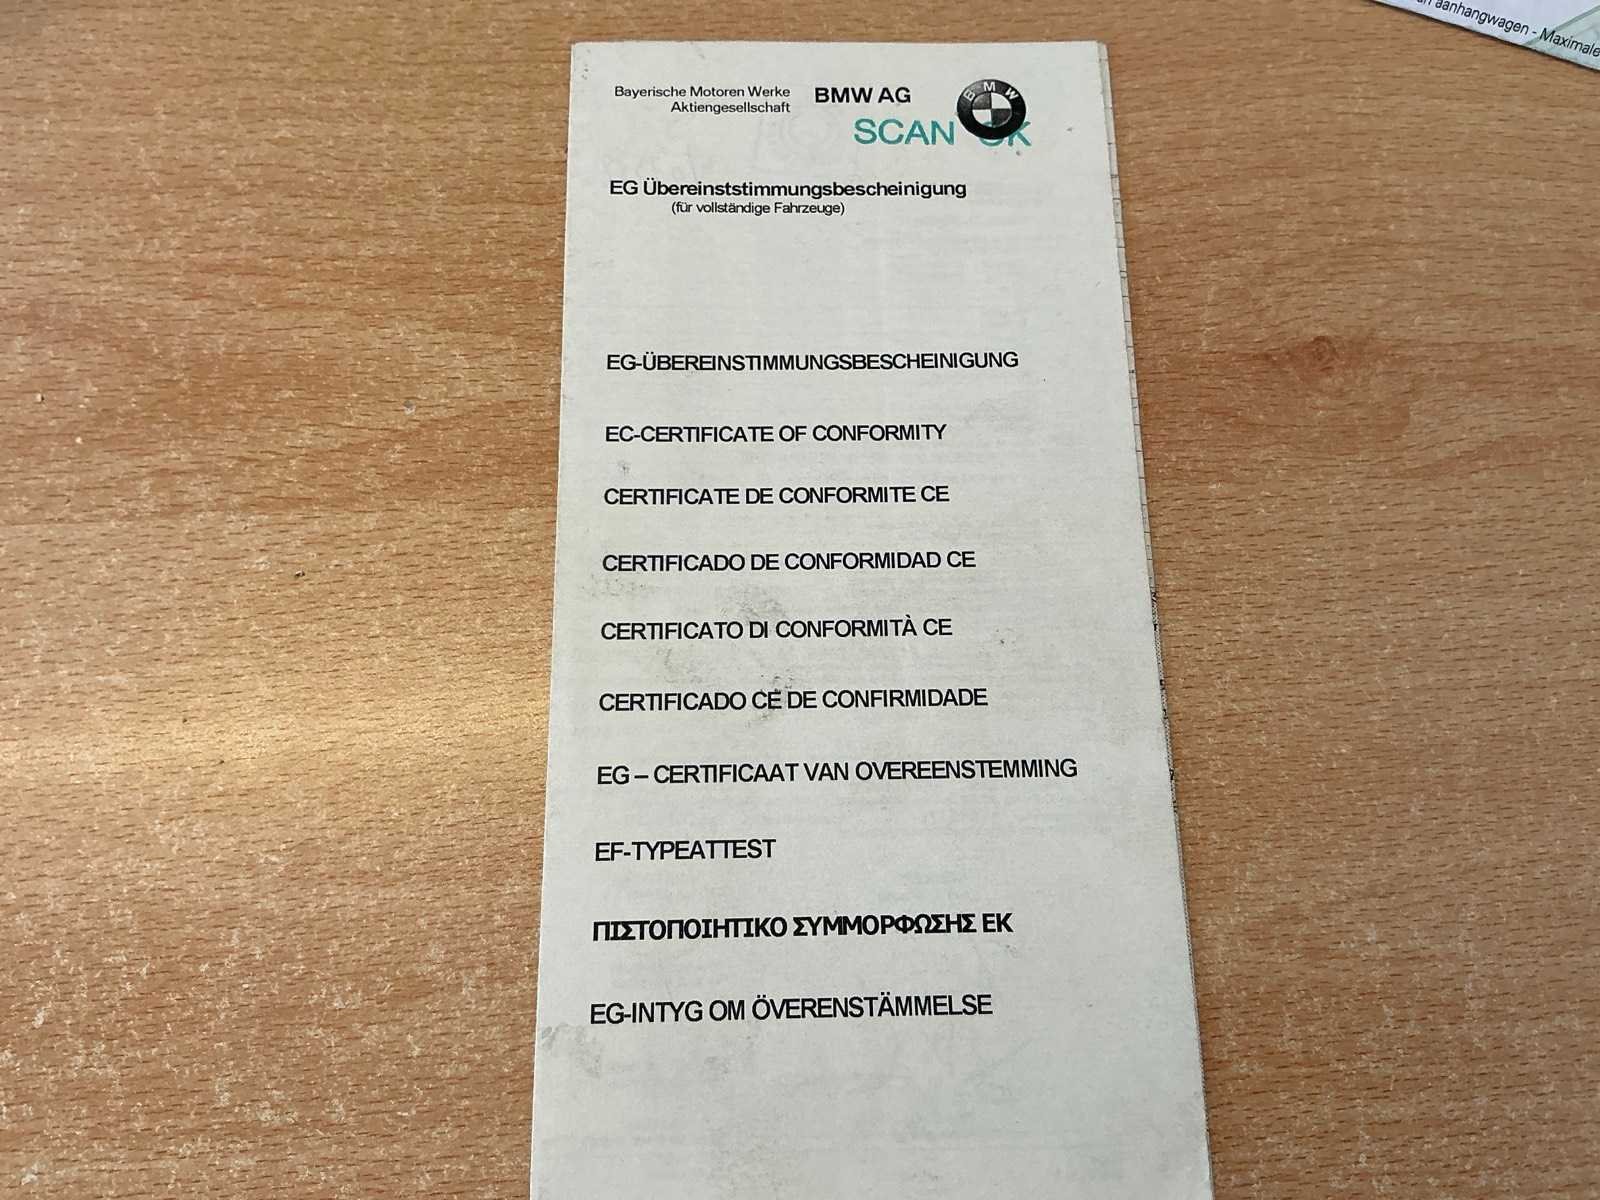 an aanhangwagen - Maximale
Bayerische Motoren Werke
Aktiengesellschaft
BMW AG
BMW
SCAN OK
EG Übereinststimmungsbescheinigung
(für vollständige Fahrzeuge)
EG-ÜBEREINSTIMMUNGSBESCHEINIGUNG
EC-CERTIFICATE OF CONFORMITY
CERTIFICATE DE CONFORMITE CE
CERTIFICADO DE CONFORMIDAD CE
CERTIFICATO DI CONFORMITÀ CE
CERTIFICADO CE DE CONFIRMIDADE
EG – CERTIFICAAT VAN OVEREENSTEMMING
EF-TYPEATTEST
ΠΙΣΤΟΠΟΙΗΤΙΚΟ ΣΥΜΜΟΡΦΩΣΗΣ ΕΚ
EG-INTYG OM ÖVERENSTÄMMELSE